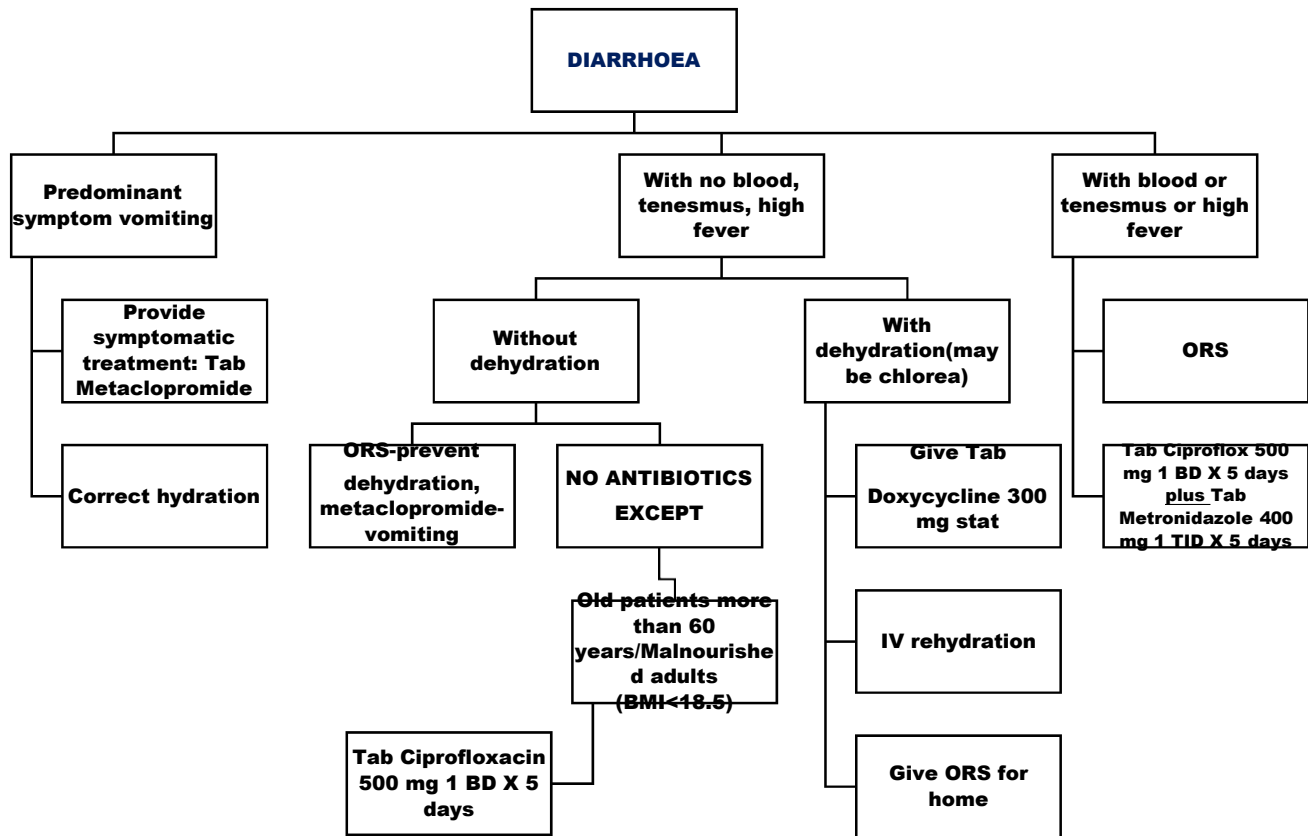 DIARRHOEA
Predominant
symptom vomiting
With no blood,
tenesmus, high
fever
With blood or
tenesmus or high
fever
Provide
symptomatic
treatment: Tab
Metaclopromide
Without
dehydration
With
dehydration(may
be chlorea)
ORS
Correct hydration
ORS-prevent
dehydration,
metaclopromide-
vomiting
NO ANTIBIOTICS
EXCEPT
Give Tab
Doxycycline 300
mg stat
Tab Ciproflox 500
mg 1 BD X 5 days
plus Tab
Metronidazole 400
mg 1 TID X 5 days
Old patients more
than 60
years/Malnourishe
d adults
(BMI<18.5)
IV rehydration
Tab Ciprofloxacin
500 mg 1 BD X 5
days
Give ORS for
home